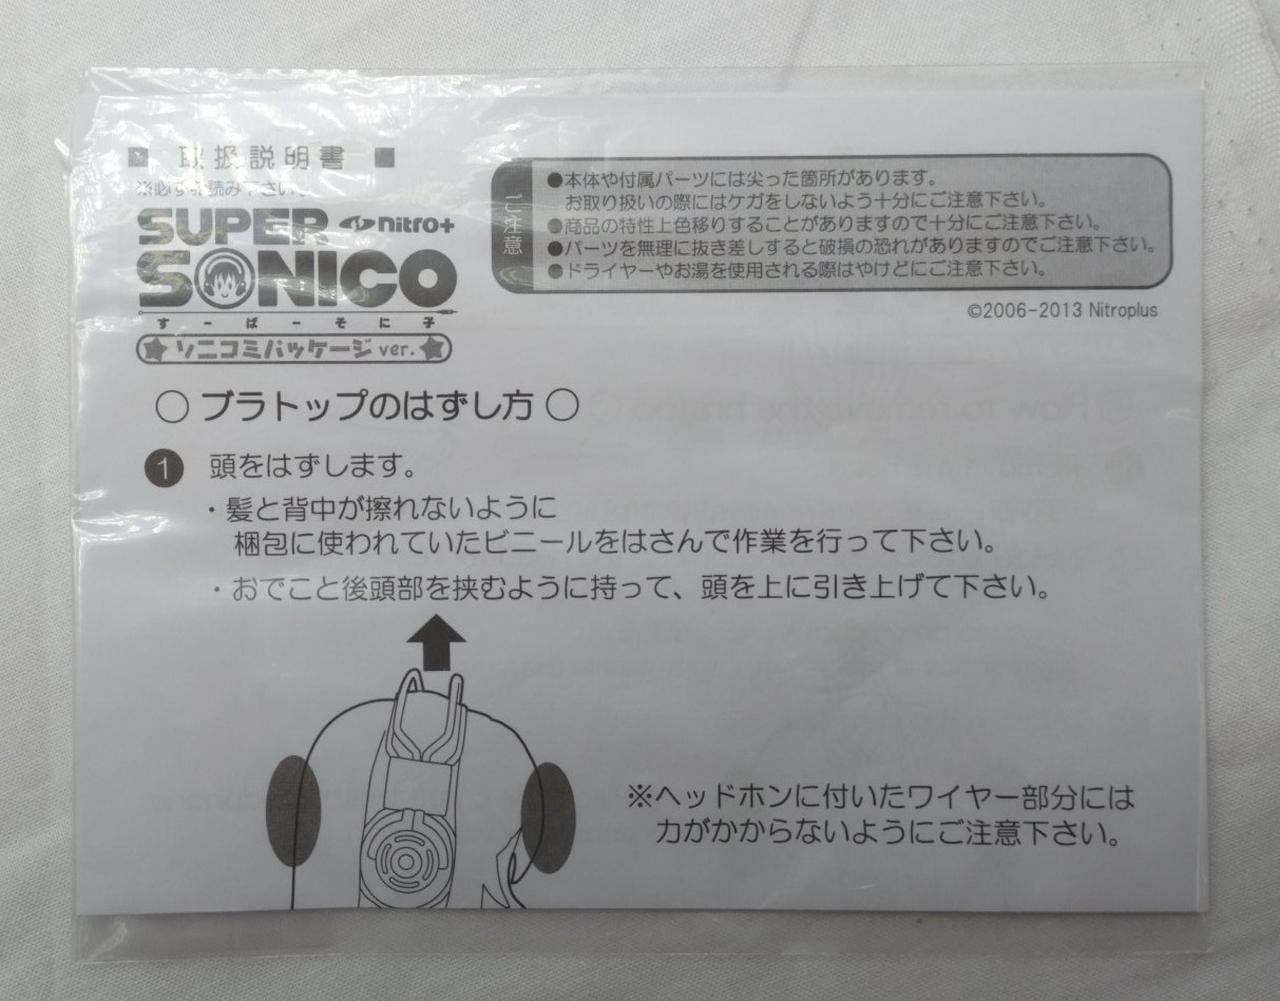 ■ 取扱説明書 ■
※必ずお読み下さい。
SUPER nitro+
SONICO
すーぱーそに子
★ソニコミパッケージver.★
ご注意
●本体や付属パーツには尖った箇所があります。
お取り扱いの際にはケガをしないよう十分にご注意下さい。
●商品の特性上色移りすることがありますので十分にご注意下さい。
●パーツを無理に抜き差しすると破損の恐れがありますのでご注意下さい。
●ドライヤーやお湯を使用される際はやけどにご注意下さい。
©2006-2013 Nitroplus
○ ブラトップのはずし方 ○
1 頭をはずします。
・髪と背中が擦れないように
梱包に使われていたビニールをはさんで作業を行って下さい。
・おでこと後頭部を挟むように持って、頭を上に引き上げて下さい。
※ヘッドホンに付いたワイヤー部分には
力がかからないようにご注意下さい。